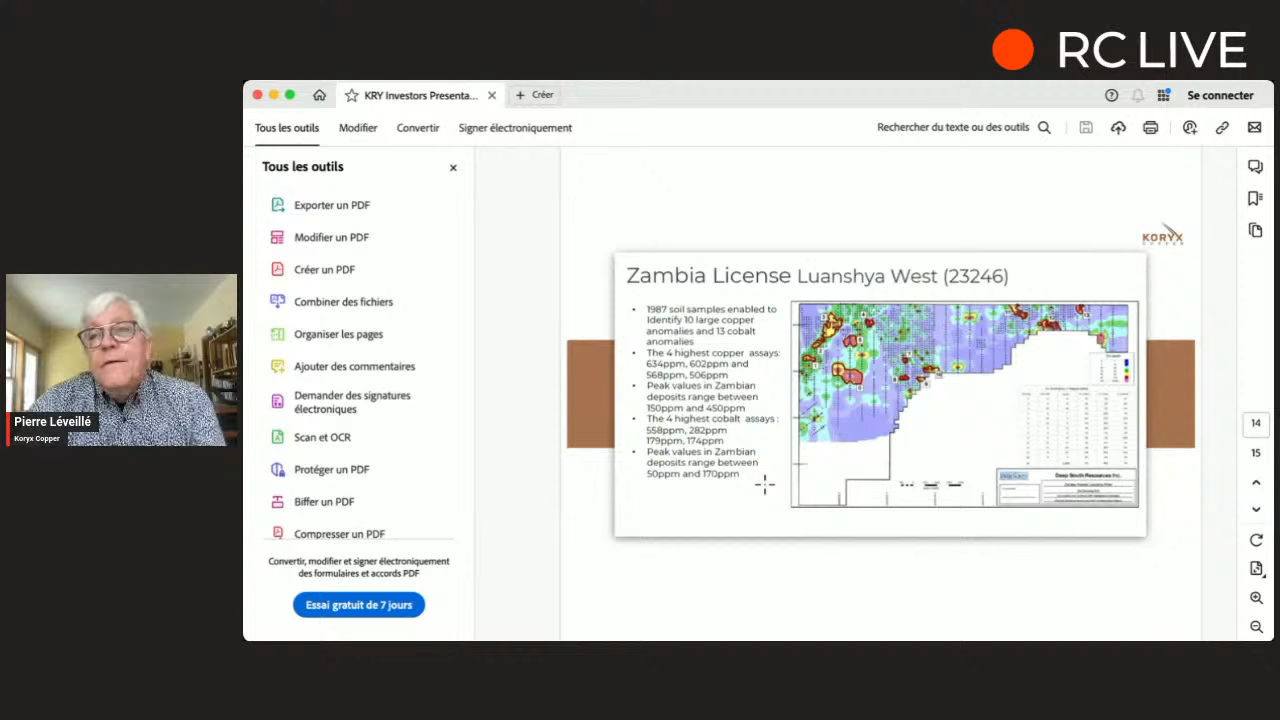 RC LIVE
KRY Investors Presenta...
Créer
Se connecter
Tous les outils
Modifier
Convertir
Signer électroniquement
Rechercher du texte ou des outils
Tous les outils
Exporter un PDF
Modifier un PDF
Créer un PDF
Combiner des fichiers
Organiser les pages
Ajouter des commentaires
Demander des signatures
électroniques
Scan et OCR
Protéger un PDF
Biffer un PDF
Compresser un PDF
Convertir, modifier et signer électroniquement
des formulaires et accords PDF
Essai gratuit de 7 jours
Pierre Léveillé
Koryx Copper
KORYX
COPPER
Zambia License Luanshya West (23246)
• 1987 soil samples enabled to
Identify 10 large copper
anomalies and 13 cobalt
anomalies
• The 4 highest copper assays:
634ppm, 602ppm and
568ppm, 506ppm
• Peak values in Zambian
deposits range between
150ppm and 450ppm
• The 4 highest cobalt assays :
558ppm, 282ppm
179ppm, 174ppm
• Peak values in Zambian
deposits range between
50ppm and 170ppm
Deep South Resources Inc.
14
15